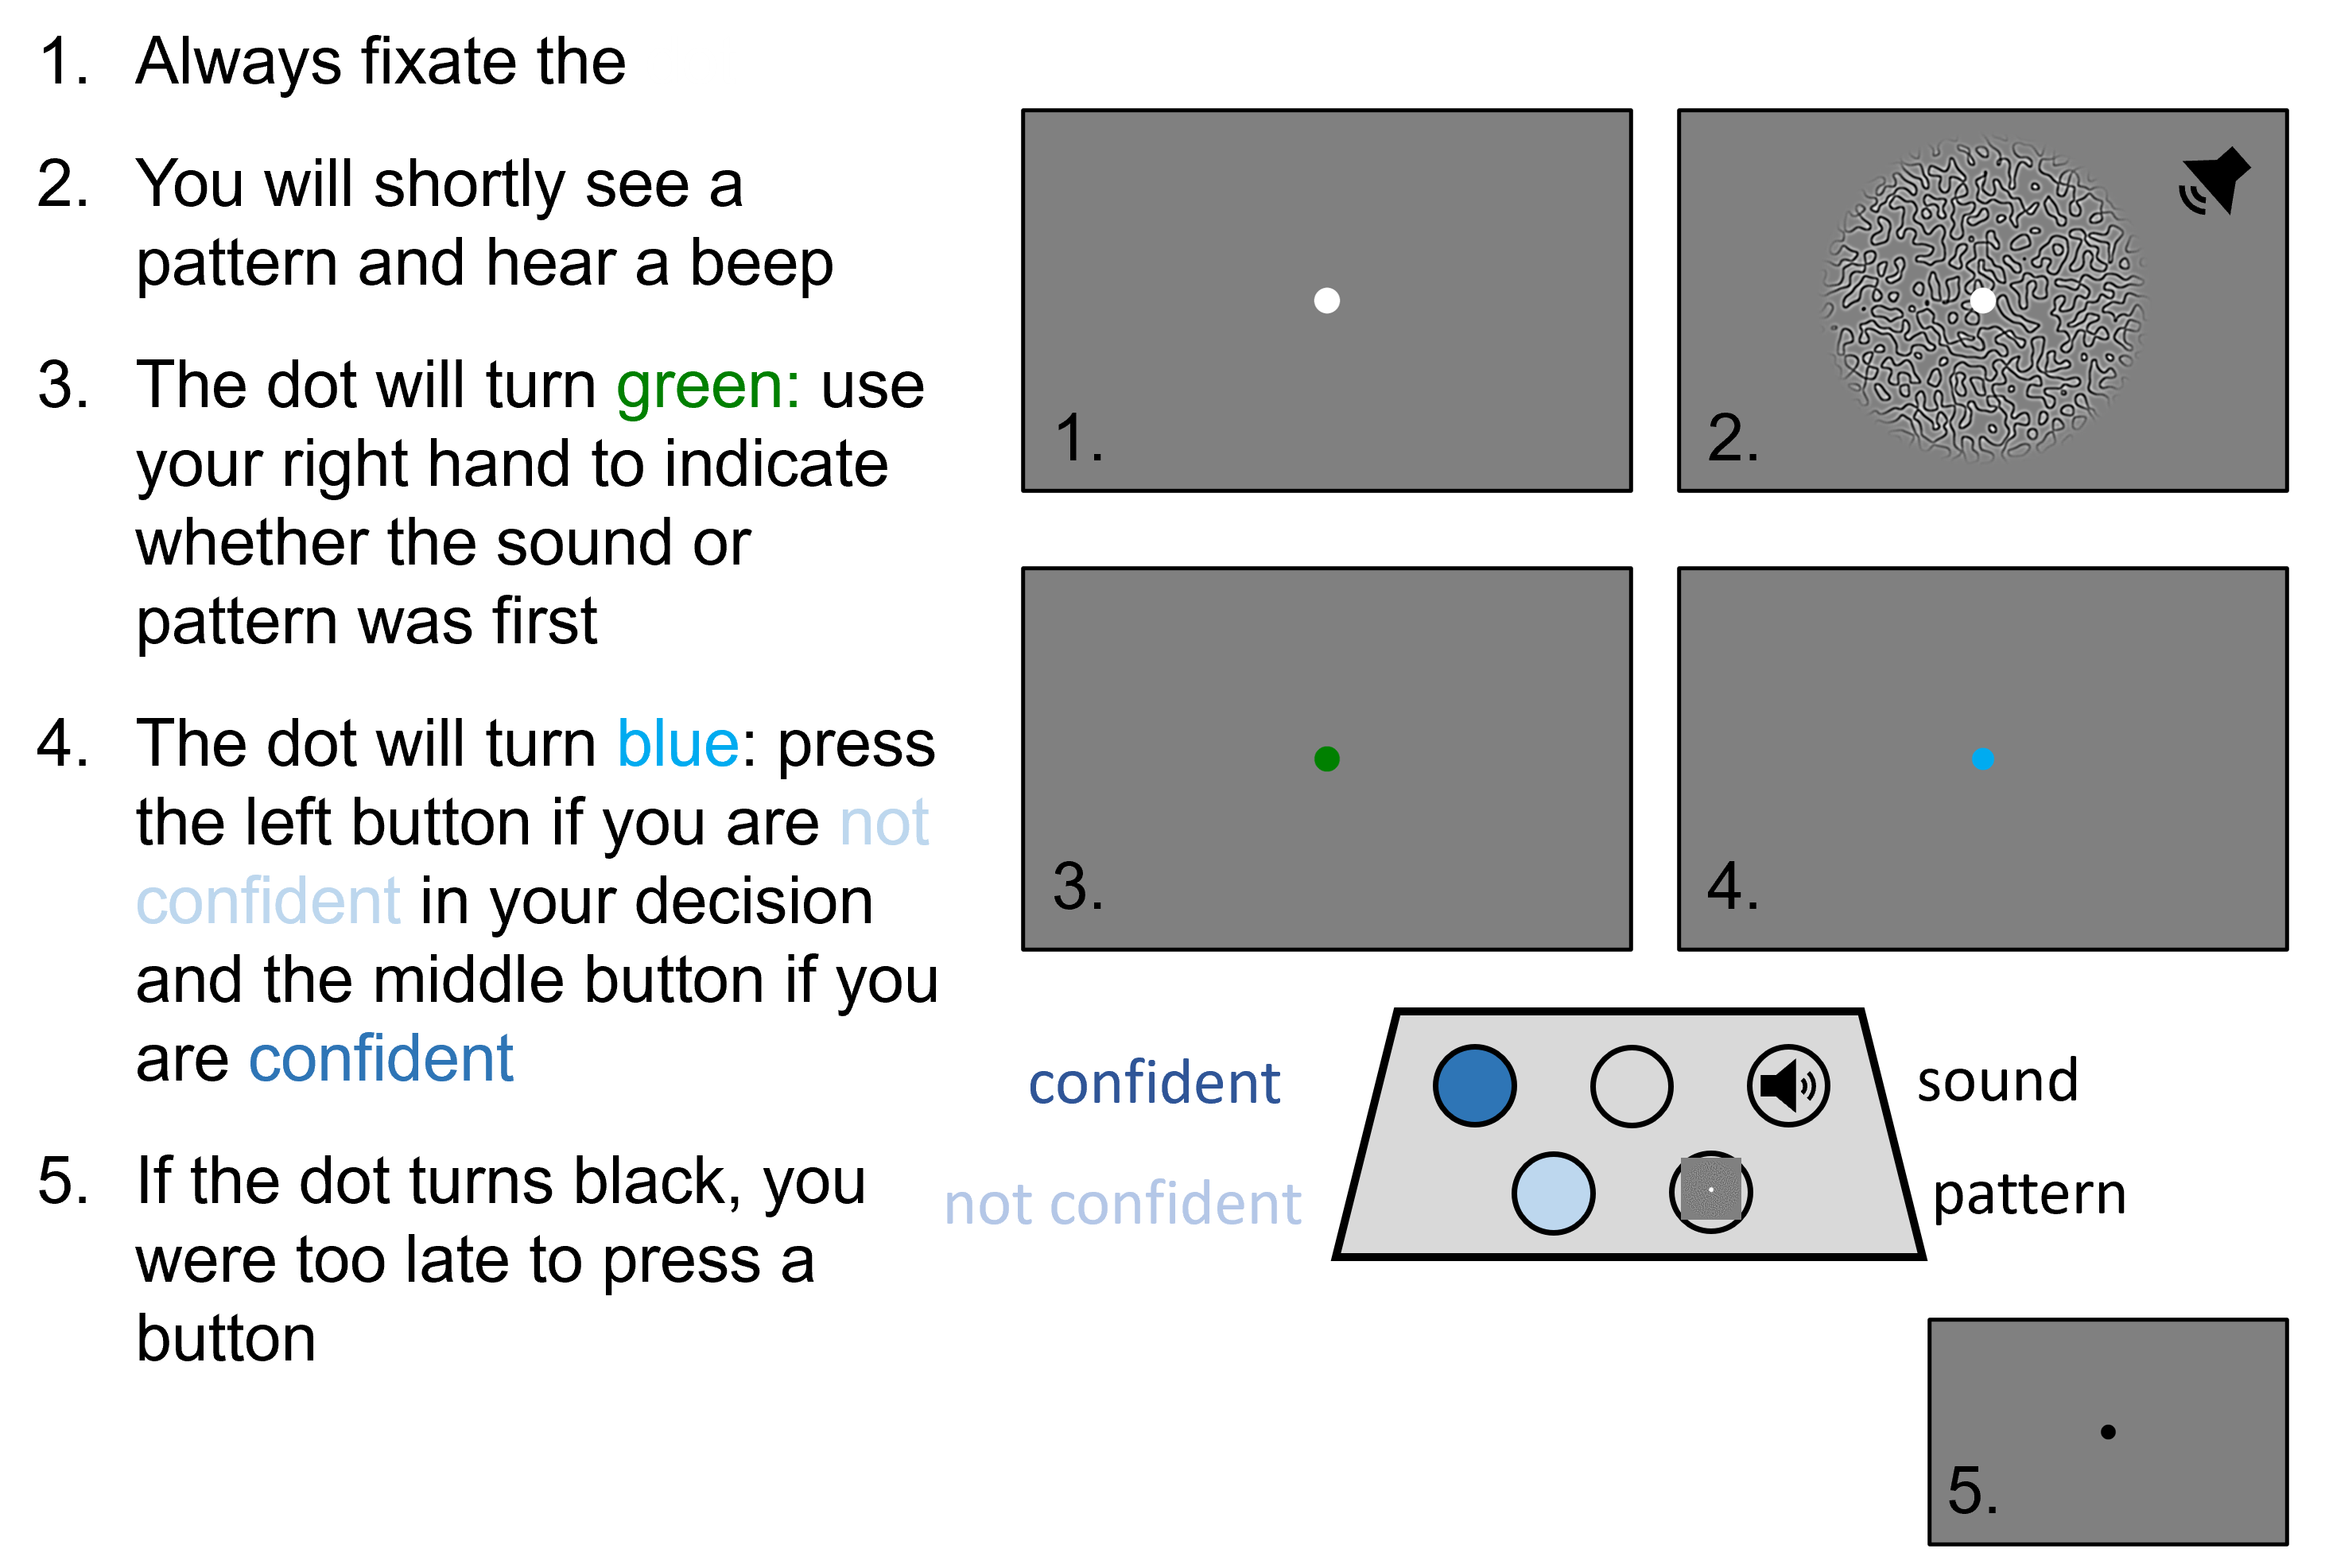 1. Always fixate the
2. You will shortly see a
pattern and hear a beep
3. The dot will turn green: use
your right hand to indicate
whether the sound or
pattern was first
4. The dot will turn blue: press
the left button if you are not
confident in your decision
and the middle button if you
are confident
5. If the dot turns black, you
were too late to press a
button
1.
2.
3.
4.
confident
sound
not confident
pattern
5.